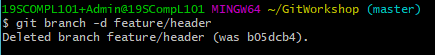 19SCOMPL101+Admin@19SCompL101 MINGW64 ~/GitWorkshop (master)
$ git branch -d feature/header
Deleted branch feature/header (was b05dcb4).